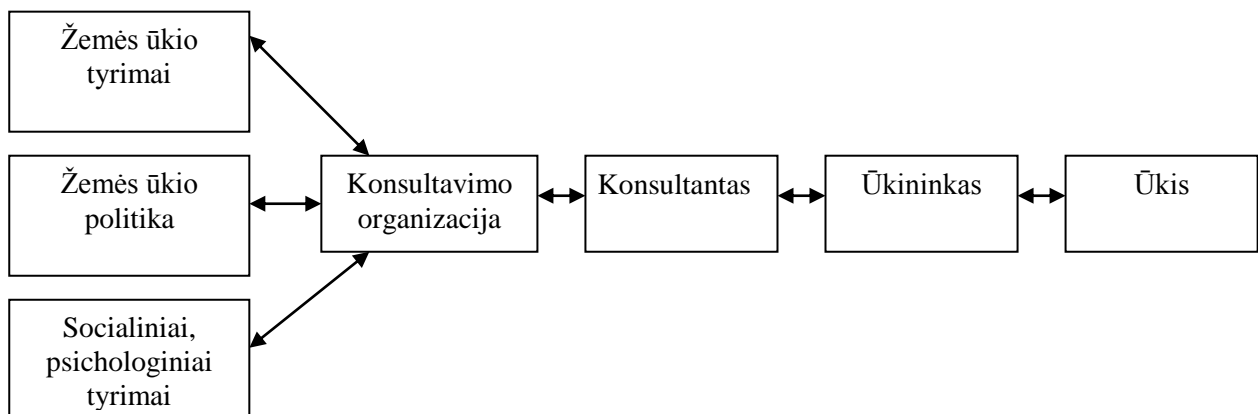 Žemės ūkio
tyrimai
Žemės ūkio
politika
Konsultavimo
organizacija
Konsultantas
Ūkininkas
Ūkis
Socialiniai,
psichologiniai
tyrimai